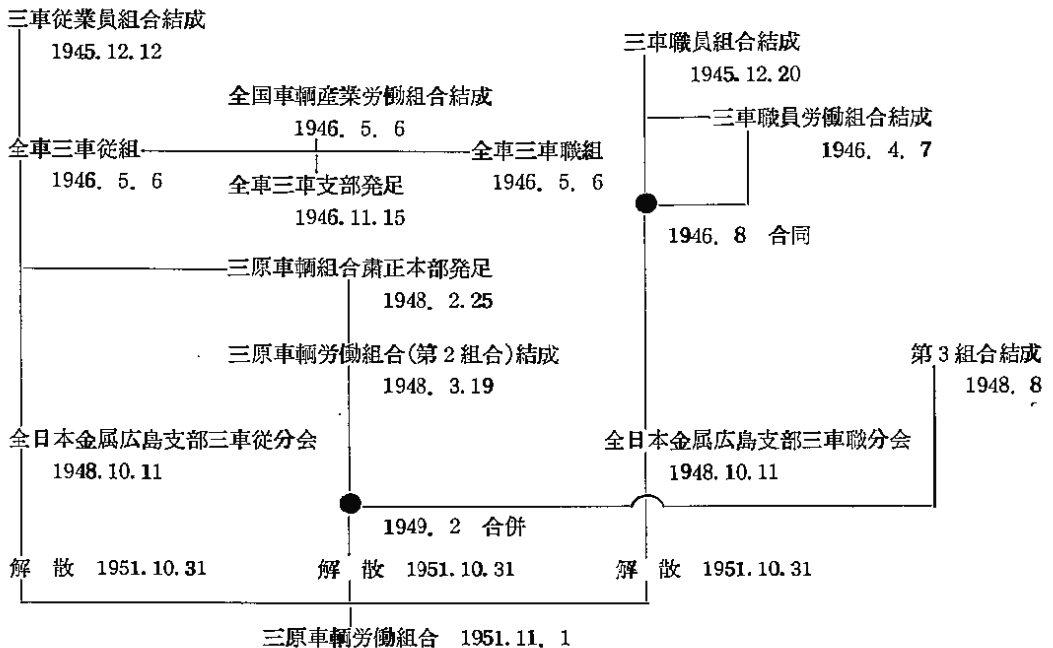 三車従業員組合結成
1945.12.12
三車職員組合結成
1945.12.20
全国車輌産業労働組合結成
1946. 5. 6
三車職員労働組合結成
1946. 4. 7
全車三車従組
1946. 5. 6
全車三車職組
1946. 5. 6
全車三車支部発足
1946.11.15
1946. 8 合同
三原車輌組合粛正本部発足
1948. 2.25
三原車輌労働組合(第2組合)結成
1948. 3.19
第3組合結成
1948. 8
全日本金属広島支部三車従分会
1948.10.11
全日本金属広島支部三車職分会
1948.10.11
1949. 2 合併
解 散 1951.10.31
解 散 1951.10.31
解 散 1951.10.31
三原車輌労働組合 1951.11. 1